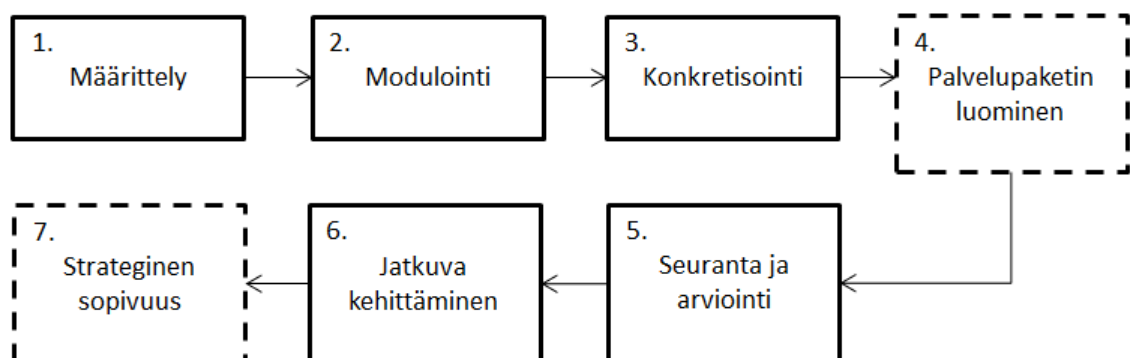 1.
Määrittely
2.
Modulointi
3.
Konkretisointi
4.
Palvelupaketin
luominen
5.
Seuranta ja
arviointi
6.
Jatkuva
kehittäminen
7.
Strateginen
sopivuus